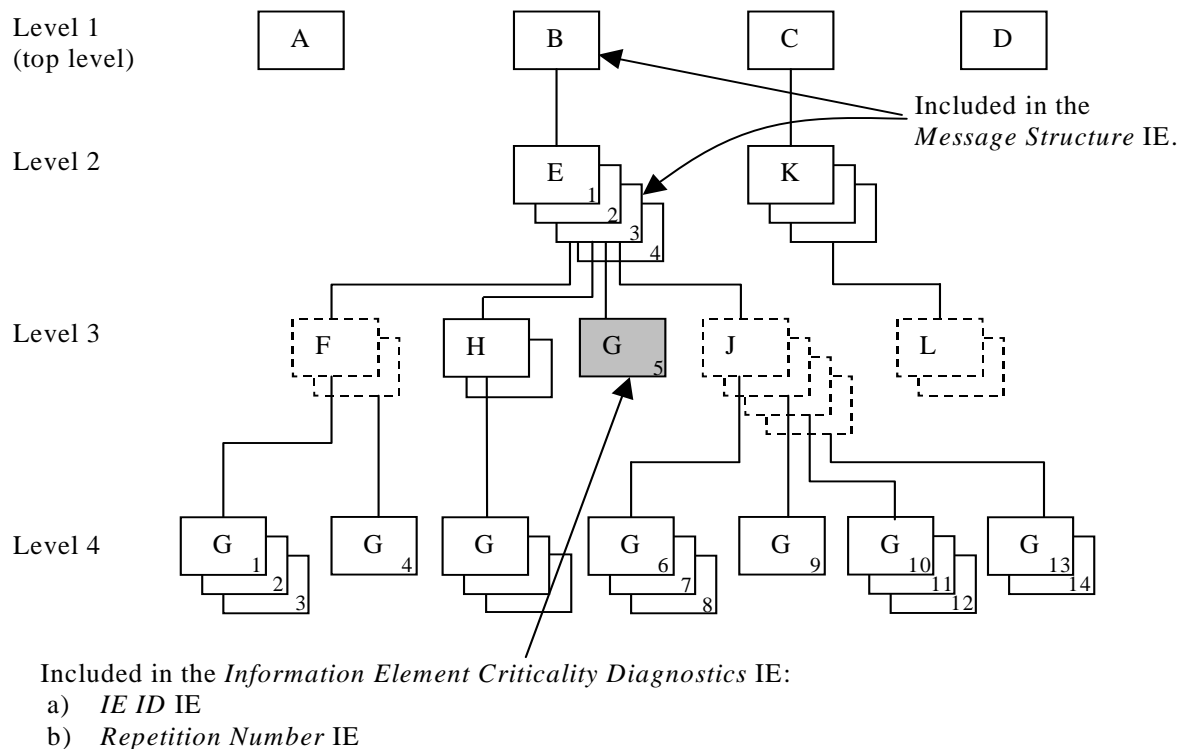 Level 1
(top level)
A
B
C
D
Included in the
Message Structure IE.
Level 2
E
1
2
3
4
K
Level 3
F
H
G
5
J
L
Level 4
G
1
2
3
G
4
G
G
6
7
8
G
9
G
10
11
12
G
13
14
Included in the Information Element Criticality Diagnostics IE:
a) IE ID IE
b) Repetition Number IE